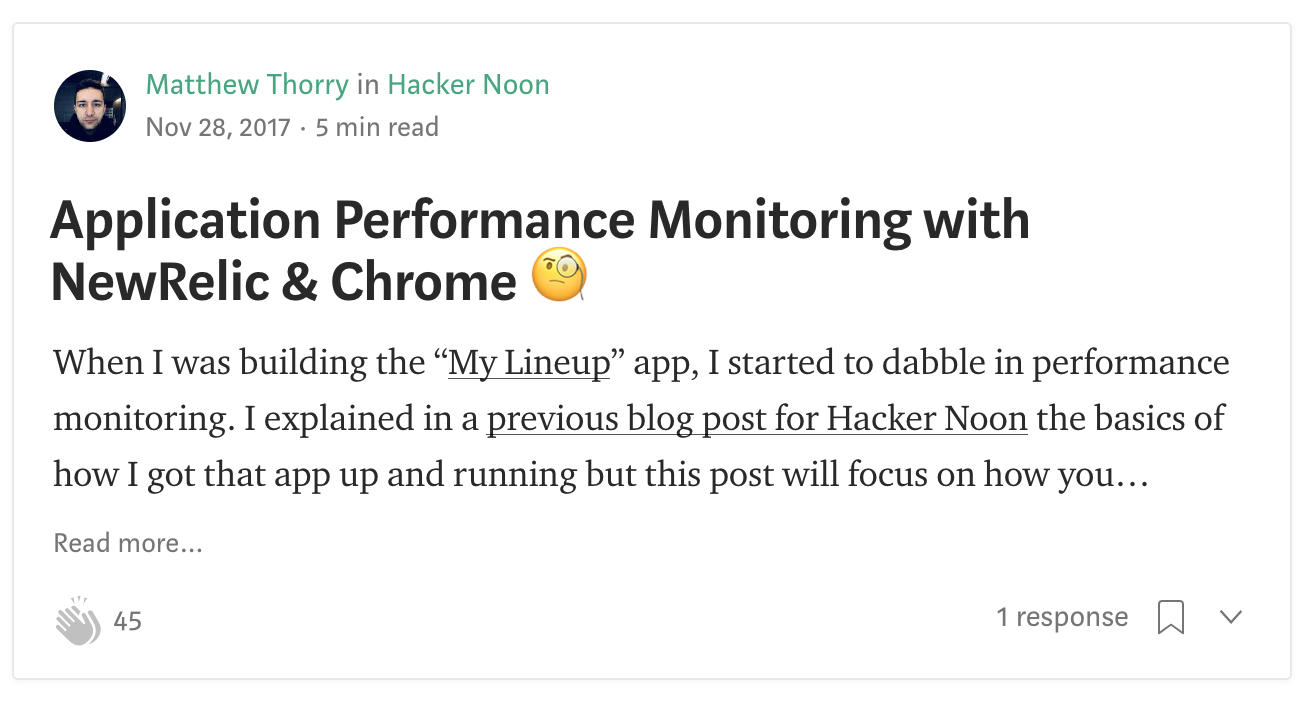 Matthew Thorry in Hacker Noon
Nov 28, 2017 · 5 min read
Application Performance Monitoring with
NewRelic & Chrome 🧐
When I was building the “My Lineup” app, I started to dabble in performance
monitoring. I explained in a previous blog post for Hacker Noon the basics of
how I got that app up and running but this post will focus on how you…
Read more…
45
1 response